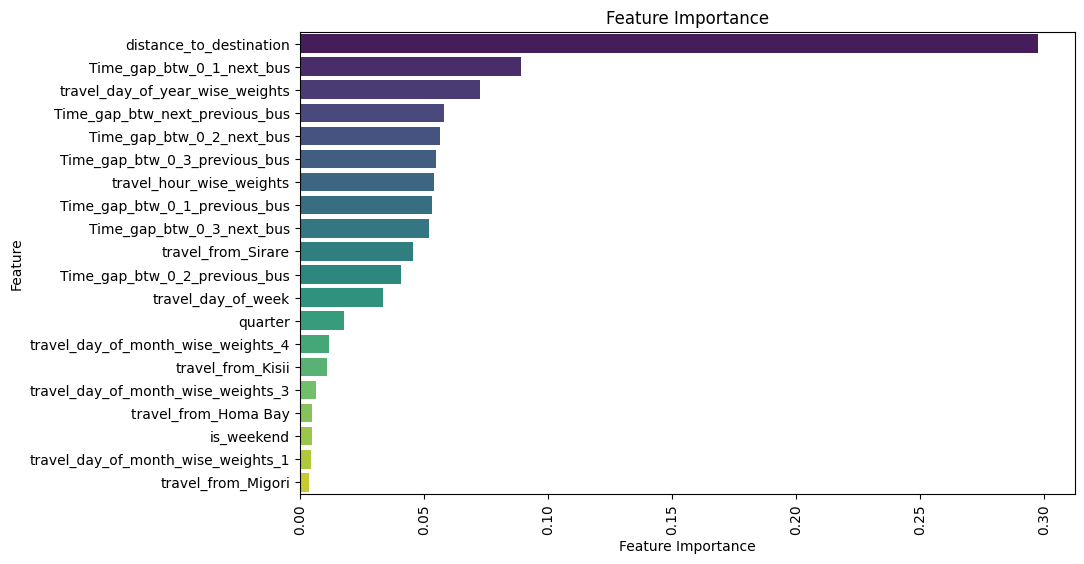 Feature Importance
distance_to_destination
Time_gap_btw_0_1_next_bus
travel_day_of_year_wise_weights
Time_gap_btw_next_previous_bus
Time_gap_btw_0_2_next_bus
Time_gap_btw_0_3_previous_bus
travel_hour_wise_weights
Time_gap_btw_0_1_previous_bus
Time_gap_btw_0_3_next_bus
travel_from_Sirare
Time_gap_btw_0_2_previous_bus
travel_day_of_week
quarter
travel_day_of_month_wise_weights_4
travel_from_Kisii
travel_day_of_month_wise_weights_3
travel_from_Homa Bay
is_weekend
travel_day_of_month_wise_weights_1
travel_from_Migori
Feature
0.00
0.05
0.10
0.15
0.20
0.25
0.30
Feature Importance